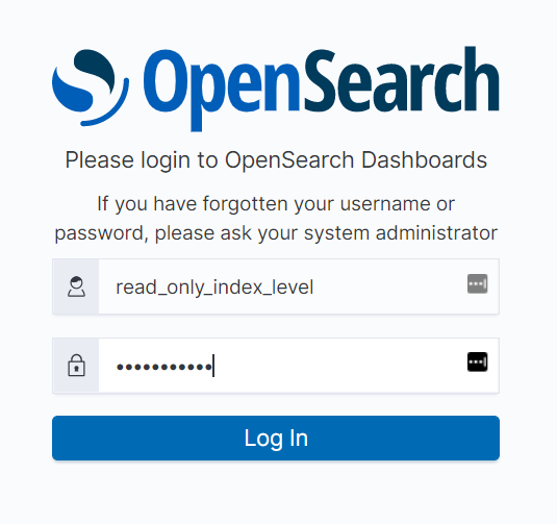 OpenSearch
Please login to OpenSearch Dashboards
If you have forgotten your username or
password, please ask your system administrator
read_only_index_level
•••••••••••
Log In